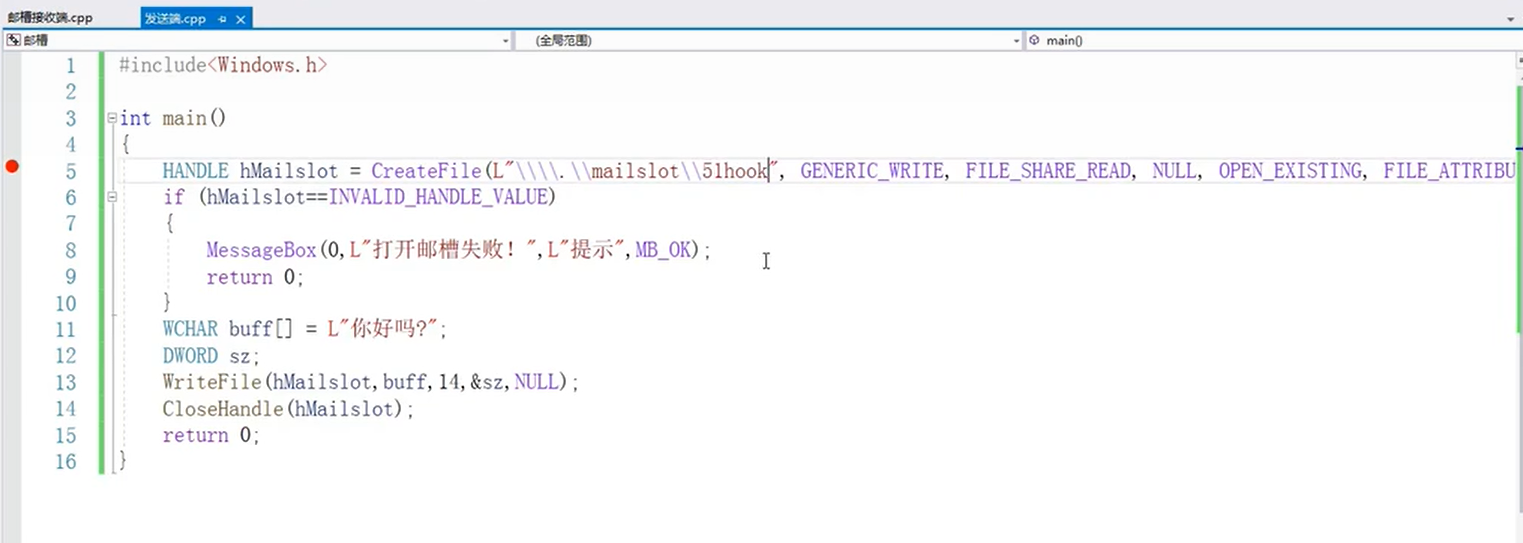 邮槽接收端.cpp 发送端.cpp
邮槽 (全局范围) main()
1 #include<Windows.h>
2
3 int main()
4 {
5 HANDLE hMailslot = CreateFile(L"\\\\.\\mailslot\\51hook", GENERIC_WRITE, FILE_SHARE_READ, NULL, OPEN_EXISTING, FILE_ATTRIBU
6 if (hMailslot==INVALID_HANDLE_VALUE)
7 {
8 MessageBox(0,L"打开邮槽失败！",L"提示",MB_OK);
9 return 0;
10 }
11 WCHAR buff[] = L"你好吗?";
12 DWORD sz;
13 WriteFile(hMailslot,buff,14,&sz,NULL);
14 CloseHandle(hMailslot);
15 return 0;
16 }